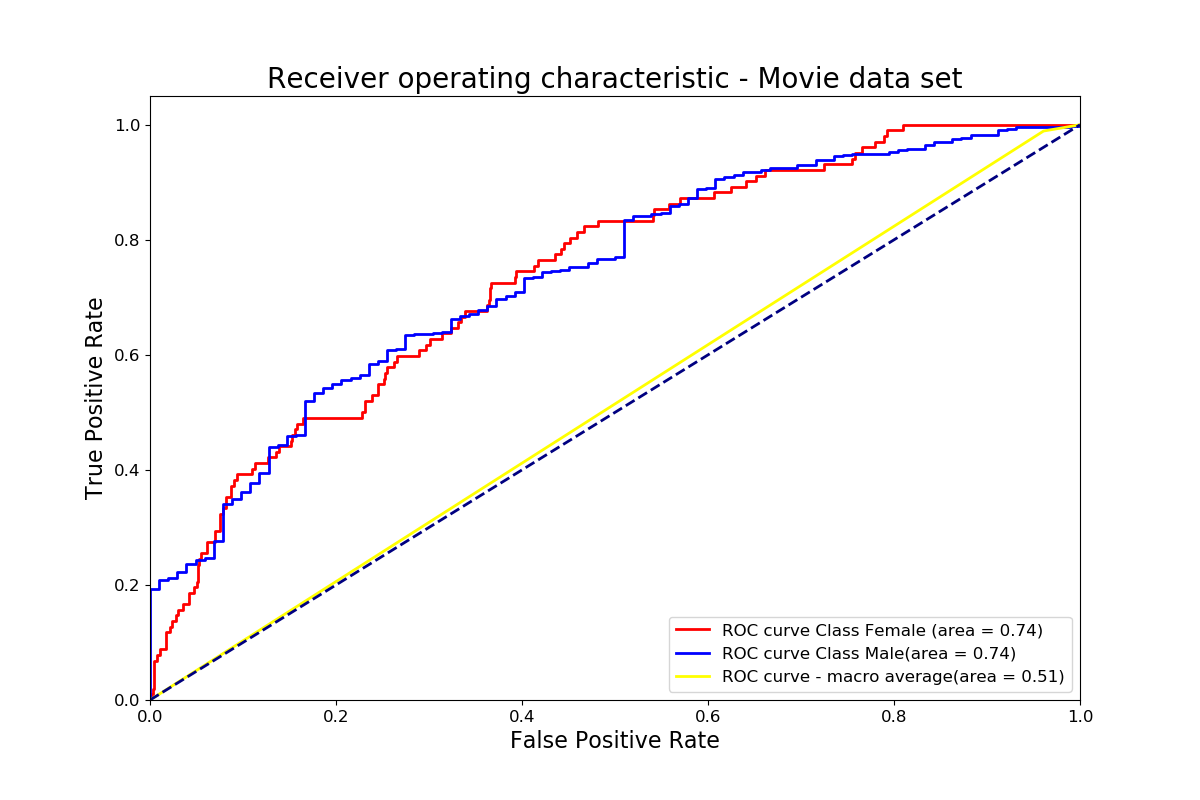 Receiver operating characteristic - Movie data set
True Positive Rate
1.0
0.8
0.6
0.4
0.2
0.0
0.0 0.2 0.4 0.6 0.8 1.0
False Positive Rate
ROC curve Class Female (area = 0.74)
ROC curve Class Male(area = 0.74)
ROC curve - macro average(area = 0.51)